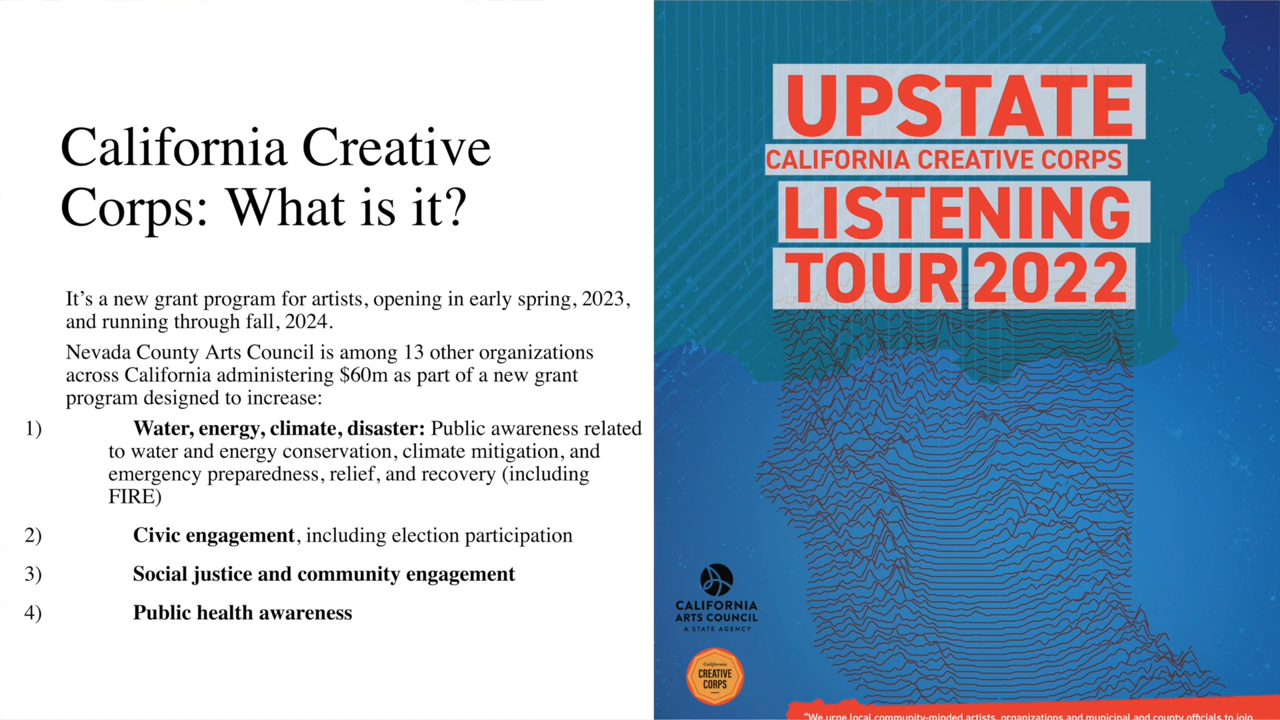 California Creative
Corps: What is it?
It’s a new grant program for artists, opening in early spring, 2023,
and running through fall, 2024.
Nevada County Arts Council is among 13 other organizations
across California administering $60m as part of a new grant
program designed to increase:
1) Water, energy, climate, disaster: Public awareness related
to water and energy conservation, climate mitigation, and
emergency preparedness, relief, and recovery (including
FIRE)
2) Civic engagement, including election participation
3) Social justice and community engagement
4) Public health awareness
UPSTATE
CALIFORNIA CREATIVE CORPS
LISTENING
TOUR 2022
CALIFORNIA
ARTS COUNCIL
A STATE AGENCY
California
CREATIVE
CORPS
“We urge local community-minded artists, organizations and municipal and county officials to join